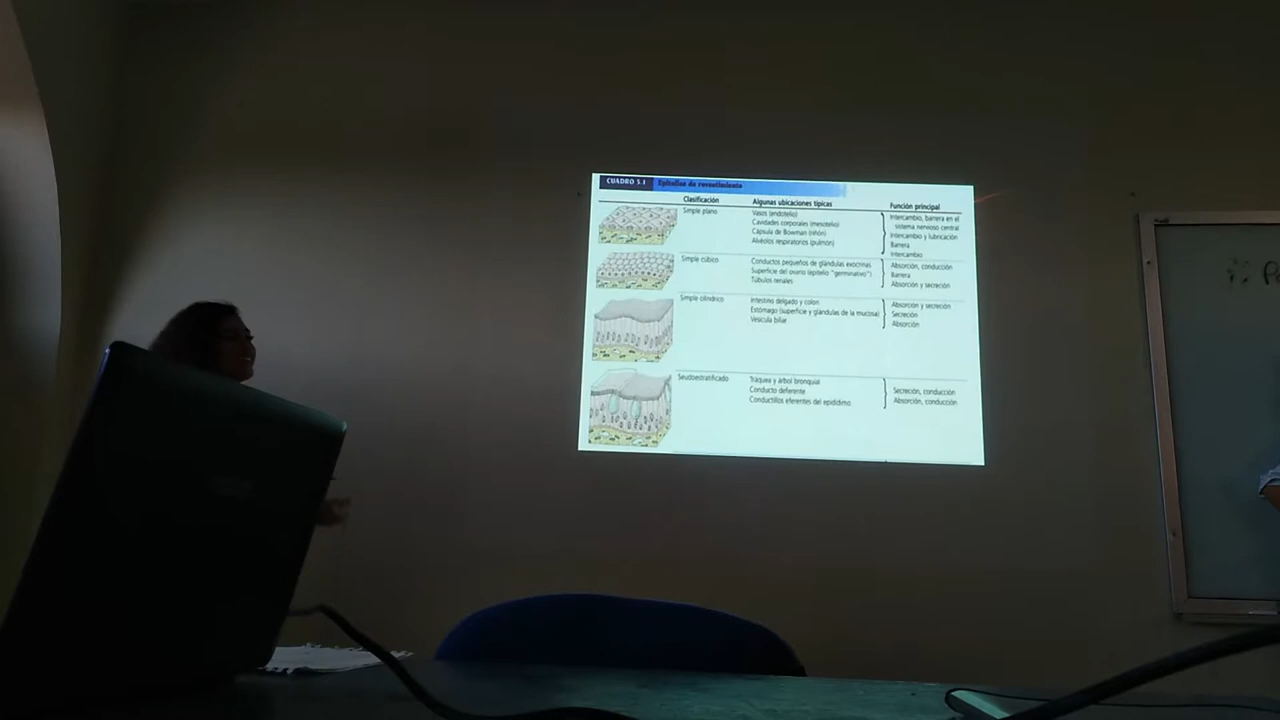 CUADRO 5.1 Epitelios de revestimiento
Clasificación Algunas ubicaciones típicas Función principal
Simple plano Vasos (endotelio) Intercambio, barrera en el
Cavidades corporales (mesotelio) sistema nervioso central
Cápsula de Bowman (riñón) Intercambio y lubricación
Alvéolos respiratorios (pulmón) Barrera
Intercambio
Simple cúbico Conductos pequeños de glándulas exocrinas Absorción, conducción
Superficie del ovario (epitelio "germinativo") Barrera
Túbulos renales Absorción y secreción
Simple cilíndrico Intestino delgado y colon Absorción y secreción
Estómago (superficie y glándulas de la mucosa) Secreción
Vesícula biliar Absorción
Seudoestratificado Tráquea y árbol bronquial Secreción, conducción
Conducto deferente Absorción, conducción
Conductillos eferentes del epidídimo